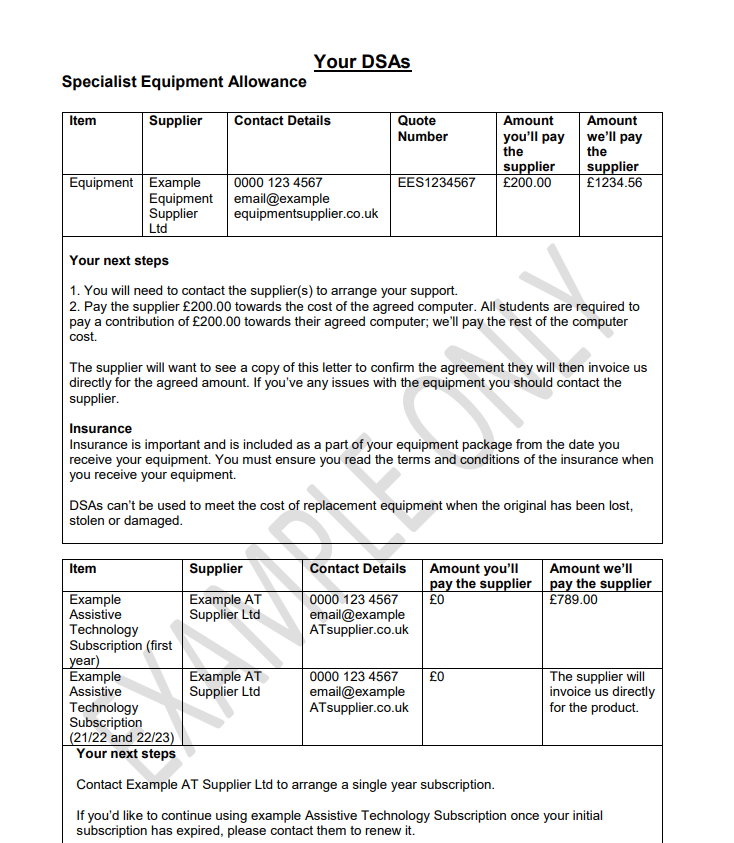 Your DSAs
Specialist Equipment Allowance
Item
Supplier
Contact Details
Quote
Number
Amount
you'll pay
the
supplier
Amount
we'll pay
the
supplier
Equipment
Example
Equipment
Supplier
Ltd
0000 123 4567
email@example
equipmentsupplier.co.uk
EES1234567
£200.00
£1234.56
Your next steps
1. You will need to contact the supplier(s) to arrange your support.
2. Pay the supplier £200.00 towards the cost of the agreed computer. All students are required to
pay a contribution of £200.00 towards their agreed computer; we'll pay the rest of the computer
cost.
The supplier will want to see a copy of this letter to confirm the agreement they will then invoice us
directly for the agreed amount. If you've any issues with the equipment you should contact the
supplier.
Insurance
Insurance is important and is included as a part of your equipment package from the date you
receive your equipment. You must ensure you read the terms and conditions of the insurance when
you receive your equipment.
DSAs can't be used to meet the cost of replacement equipment when the original has been lost,
stolen or damaged.
Item
Supplier
Contact Details
Amount you'll
pay the supplier
Amount we'll
pay the supplier
Example
Assistive
Technology
Subscription (first
year)
Example AT
Supplier Ltd
0000 123 4567
email@example
ATsupplier.co.uk
£0
£789.00
Example
Assistive
Technology
Subscription
(21/22 and 22/23)
Example AT
Supplier Ltd
0000 123 4567
email@example
ATsupplier.co.uk
£0
The supplier will
invoice us directly
for the product.
Your next steps
Contact Example AT Supplier Ltd to arrange a single year subscription.
If you'd like to continue using example Assistive Technology Subscription once your initial
subscription has expired, please contact them to renew it.
EXAMPLE ONLY